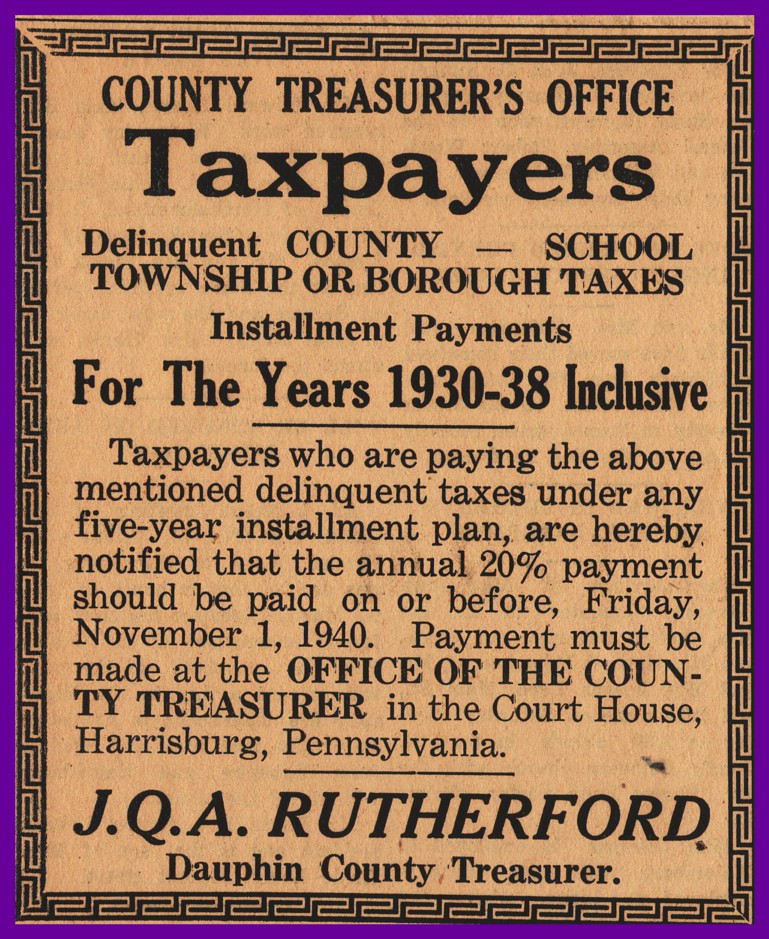 COUNTY TREASURER'S OFFICE
Taxpayers
Delinquent COUNTY — SCHOOL
TOWNSHIP OR BOROUGH TAXES
Installment Payments
For The Years 1930-38 Inclusive
Taxpayers who are paying the above
mentioned delinquent taxes under any
five-year installment plan, are hereby
notified that the annual 20% payment
should be paid on or before, Friday,
November 1, 1940. Payment must be
made at the OFFICE OF THE COUN-
TY TREASURER in the Court House,
Harrisburg, Pennsylvania.
J.Q.A. RUTHERFORD
Dauphin County Treasurer.